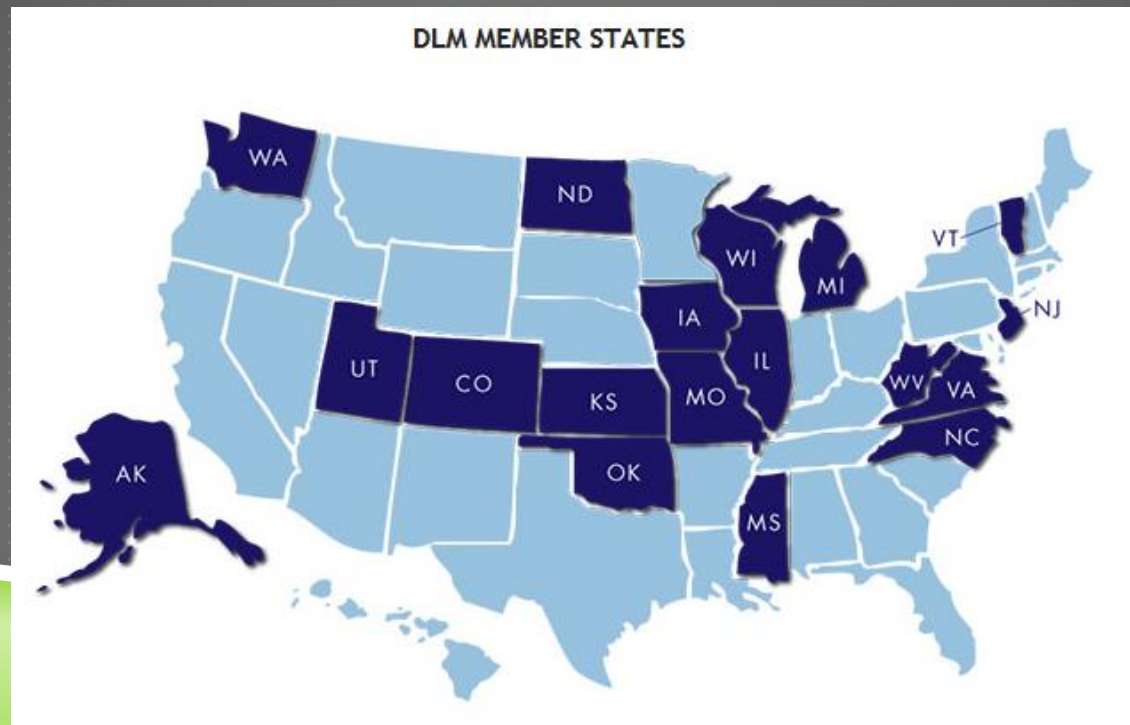 DLM MEMBER STATES
WA
ND
VT
WI
MI
NJ
IA
UT
CO
IL
KS
MO
WV
VA
NC
AK
OK
MS